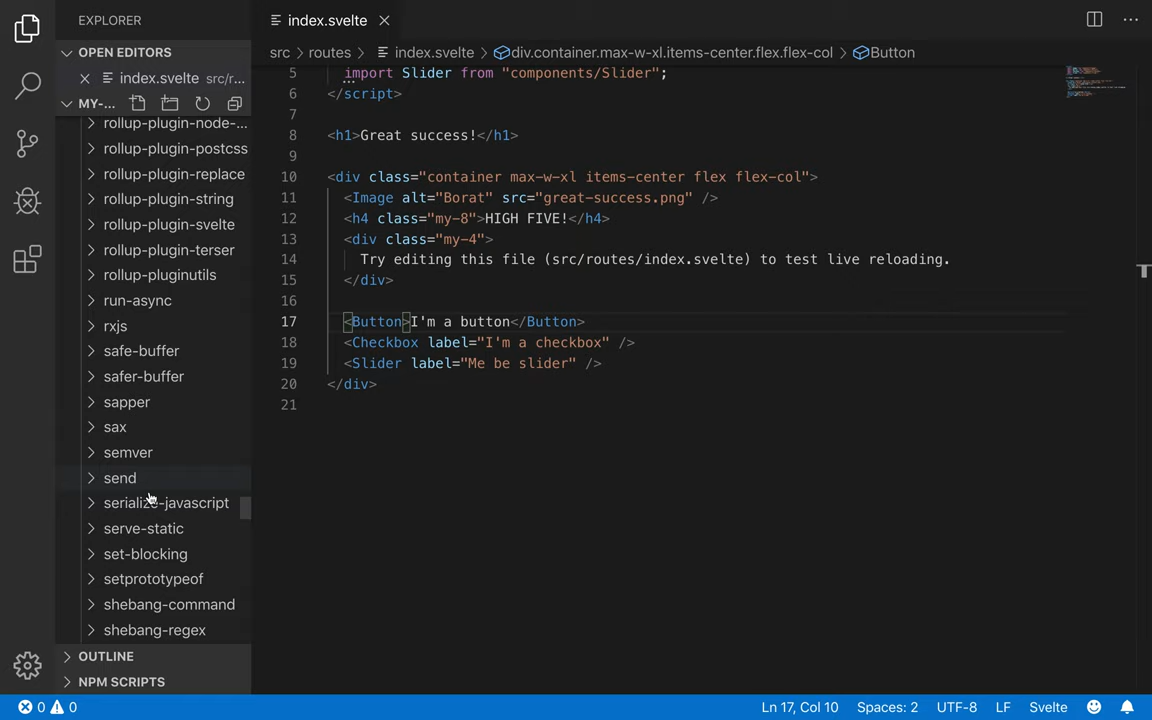 EXPLORER
index.svelte
OPEN EDITORS
index.svelte src/r...
MY-...
src > routes > index.svelte > div.container.max-w-xl.items-center.flex.flex-col > Button
rollup-plugin-node-...
rollup-plugin-postcss
rollup-plugin-replace
rollup-plugin-string
rollup-plugin-svelte
rollup-plugin-terser
rollup-pluginutils
run-async
rxjs
safe-buffer
safer-buffer
sapper
sax
semver
send
serialize-javascript
serve-static
set-blocking
setprototypeof
shebang-command
shebang-regex
OUTLINE
NPM SCRIPTS
5 import Slider from "components/Slider";
6 </script>
7
8 <h1>Great success!</h1>
9
10 <div class="container max-w-xl items-center flex flex-col">
11 <Image alt="Borat" src="great-success.png" />
12 <h4 class="my-8">HIGH FIVE!</h4>
13 <div class="my-4">
14 Try editing this file (src/routes/index.svelte) to test live reloading.
15 </div>
16
17 <Button>I'm a button</Button>
18 <Checkbox label="I'm a checkbox" />
19 <Slider label="Me be slider" />
20 </div>
21
0 0 Ln 17, Col 10 Spaces: 2 UTF-8 LF Svelte